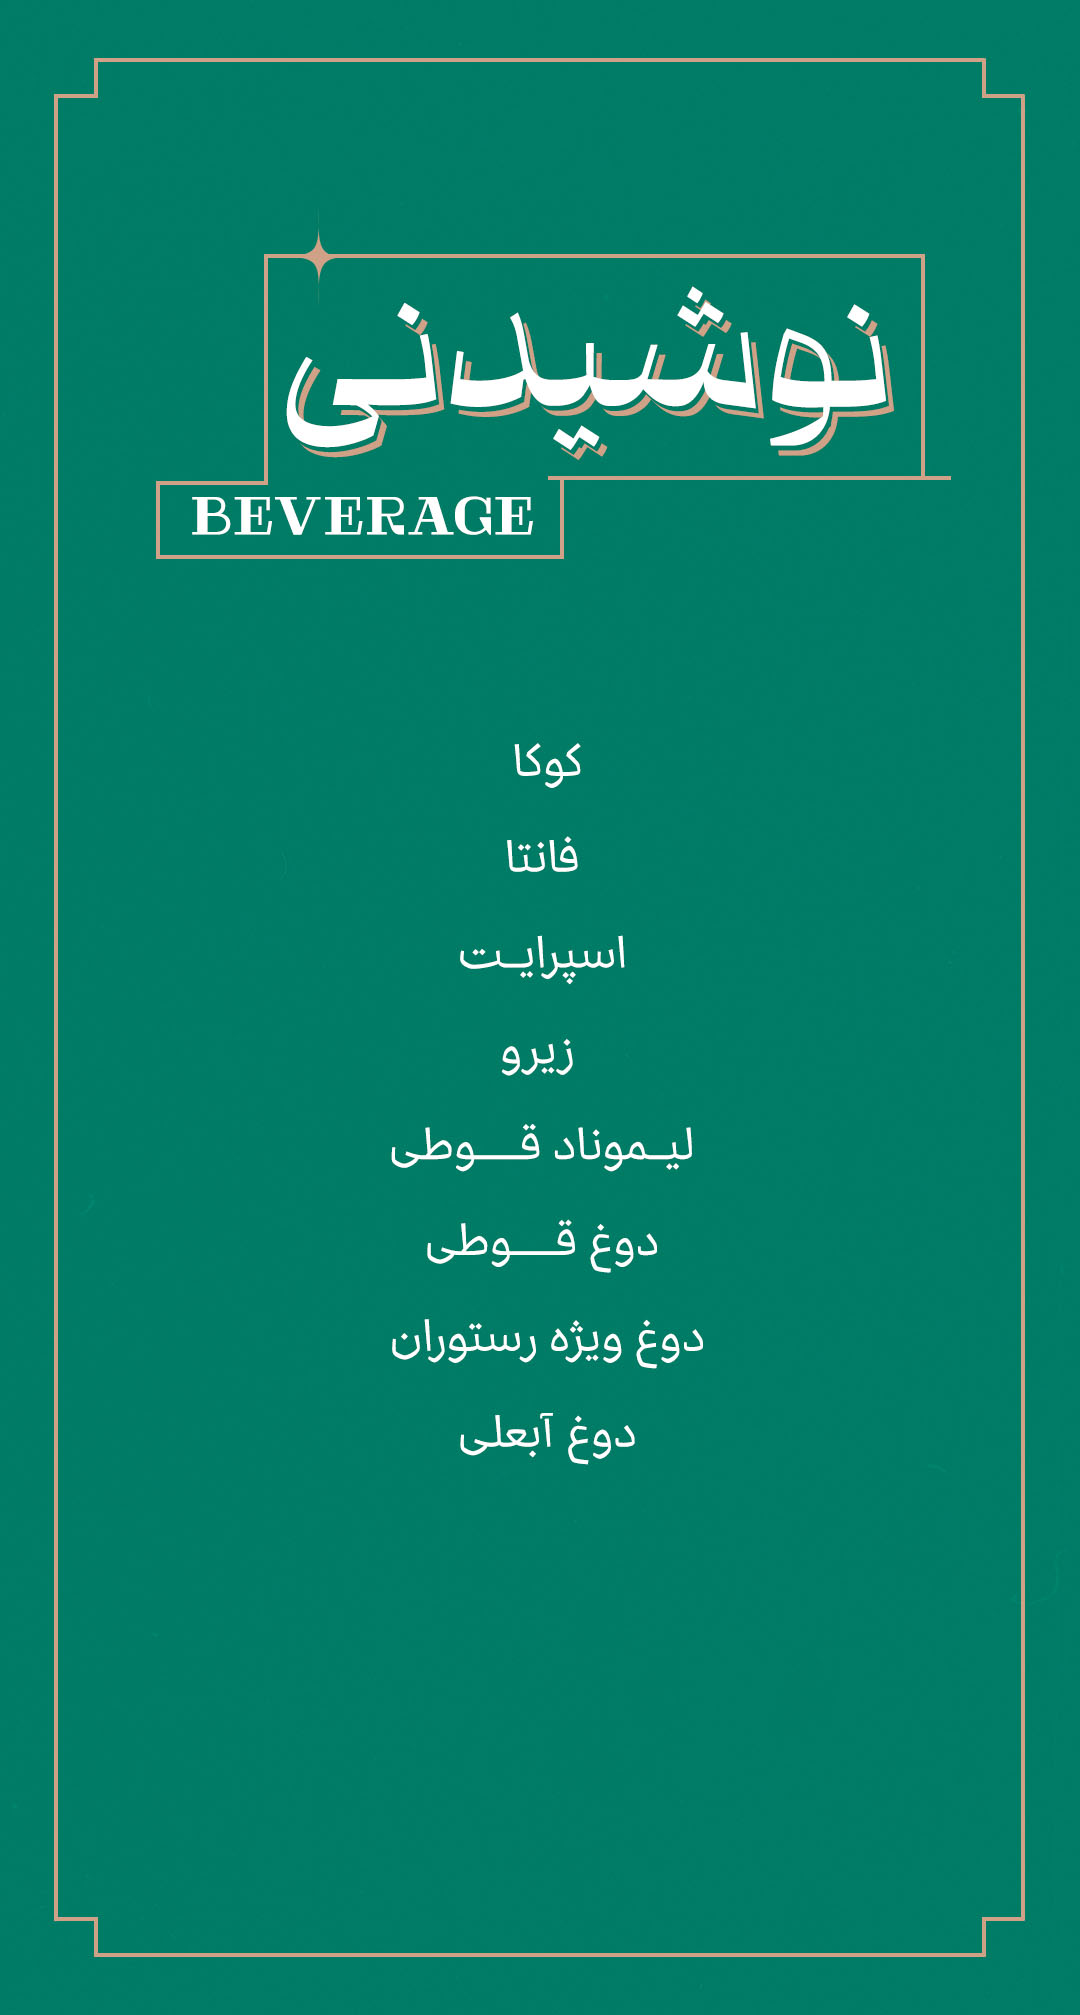 نوشیدنی
BEVERAGE
کوکا
فانتا
اسپرایـت
زیرو
لیـموناد قـــوطی
دوغ قـــوطی
دوغ ویژه رستوران
دوغ آبعلی